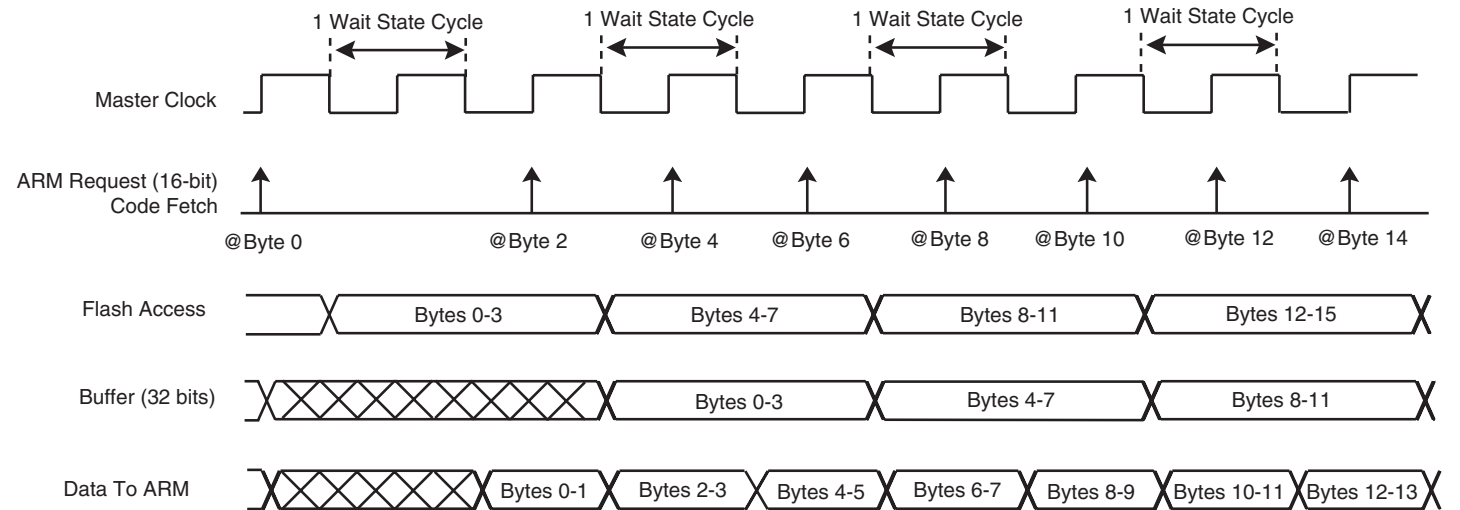 1 Wait State Cycle 1 Wait State Cycle 1 Wait State Cycle 1 Wait State Cycle
Master Clock
ARM Request (16-bit)
Code Fetch
@Byte 0 @Byte 2 @Byte 4 @Byte 6 @Byte 8 @Byte 10 @Byte 12 @Byte 14
Flash Access Bytes 0-3 Bytes 4-7 Bytes 8-11 Bytes 12-15
Buffer (32 bits) Bytes 0-3 Bytes 4-7 Bytes 8-11
Data To ARM Bytes 0-1 Bytes 2-3 Bytes 4-5 Bytes 6-7 Bytes 8-9 Bytes 10-11 Bytes 12-13